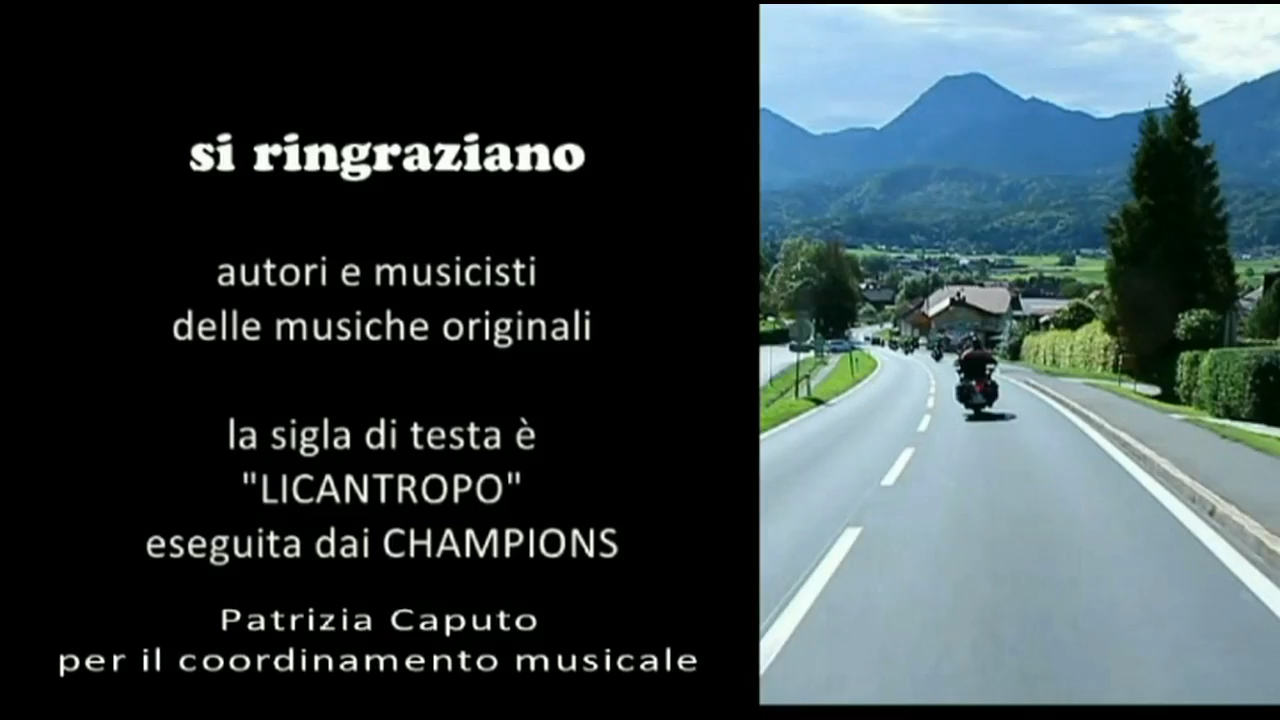 si ringraziano
autori e musicisti
delle musiche originali
la sigla di testa è
"LICANTROPO"
eseguita dai CHAMPIONS
Patrizia Caputo
per il coordinamento musicale